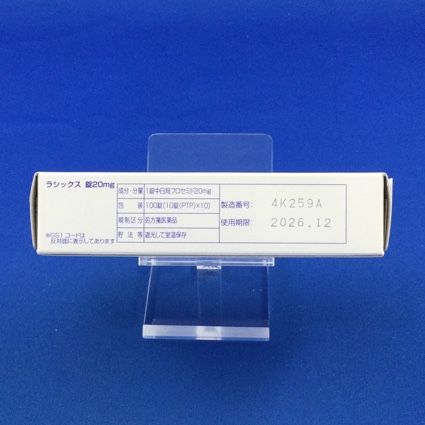 ラシックス 錠20mg
成分・分量 1錠中日局フロセミド20mg
包 装 100錠[10錠(PTP)×10]
規制区分 処方箋医薬品
貯 法 等 遮光して室温保存
製造番号: 4K259A
使用期限: 2026.12
※GS1コードは
反対面に表示してあります